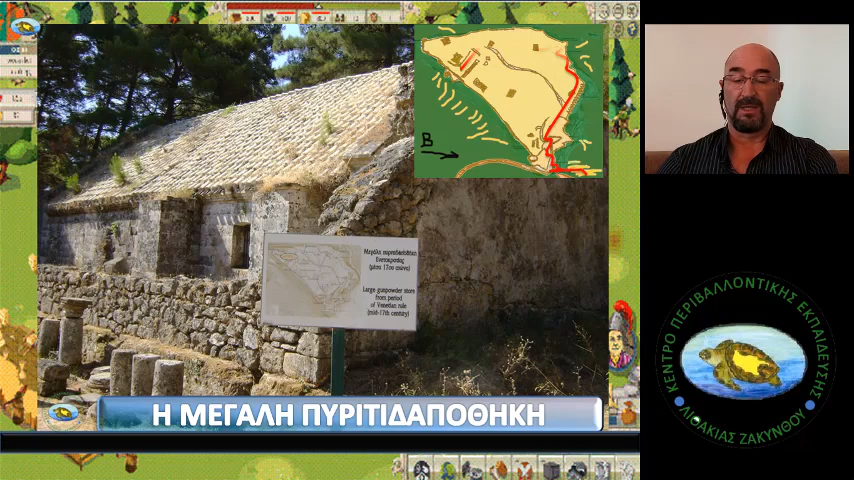 B
Μεγάλη πυριτιδαποθήκη
Ενετοκρατίας
(μέσα 17ου αιώνα)
Large gunpowder store
from period
of Venetian rule
(mid-17th century)
Η ΜΕΓΑΛΗ ΠΥΡΙΤΙΔΑΠΟΘΗΚΗ
ΚΕΝΤΡΟ ΠΕΡΙΒΑΛΛΟΝΤΙΚΗΣ ΕΚΠΑΙΔΕΥΣΗΣ
ΛΙΘΑΚΙΑΣ ΖΑΚΥΝΘΟΥ